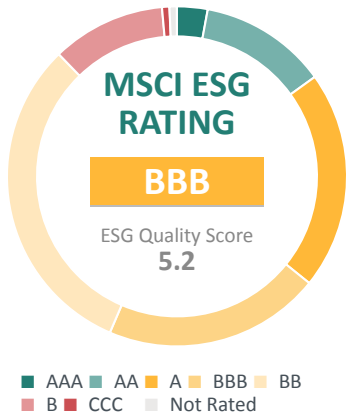 MSCI ESG
RATING
BBB
ESG Quality Score
5.2
AAA AA A BBB BB
B CCC Not Rated